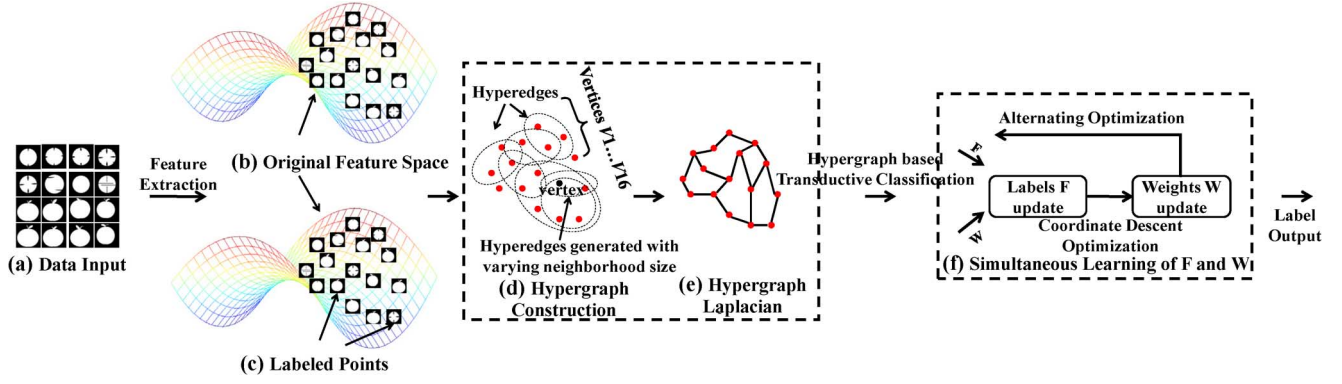 (a) Data Input
Feature
Extraction
(b) Original Feature Space
(c) Labeled Points
Hyperedges
Vertices V1...V16
vertex
Hyperedges generated with
varying neighborhood size
(d) Hypergraph
Construction
(e) Hypergraph
Laplacian
Hypergraph based
Transductive Classification
Alternating Optimization
F
W
Labels F
update
Weights W
update
Coordinate Descent
Optimization
(f) Simultaneous Learning of F and W
Label
Output